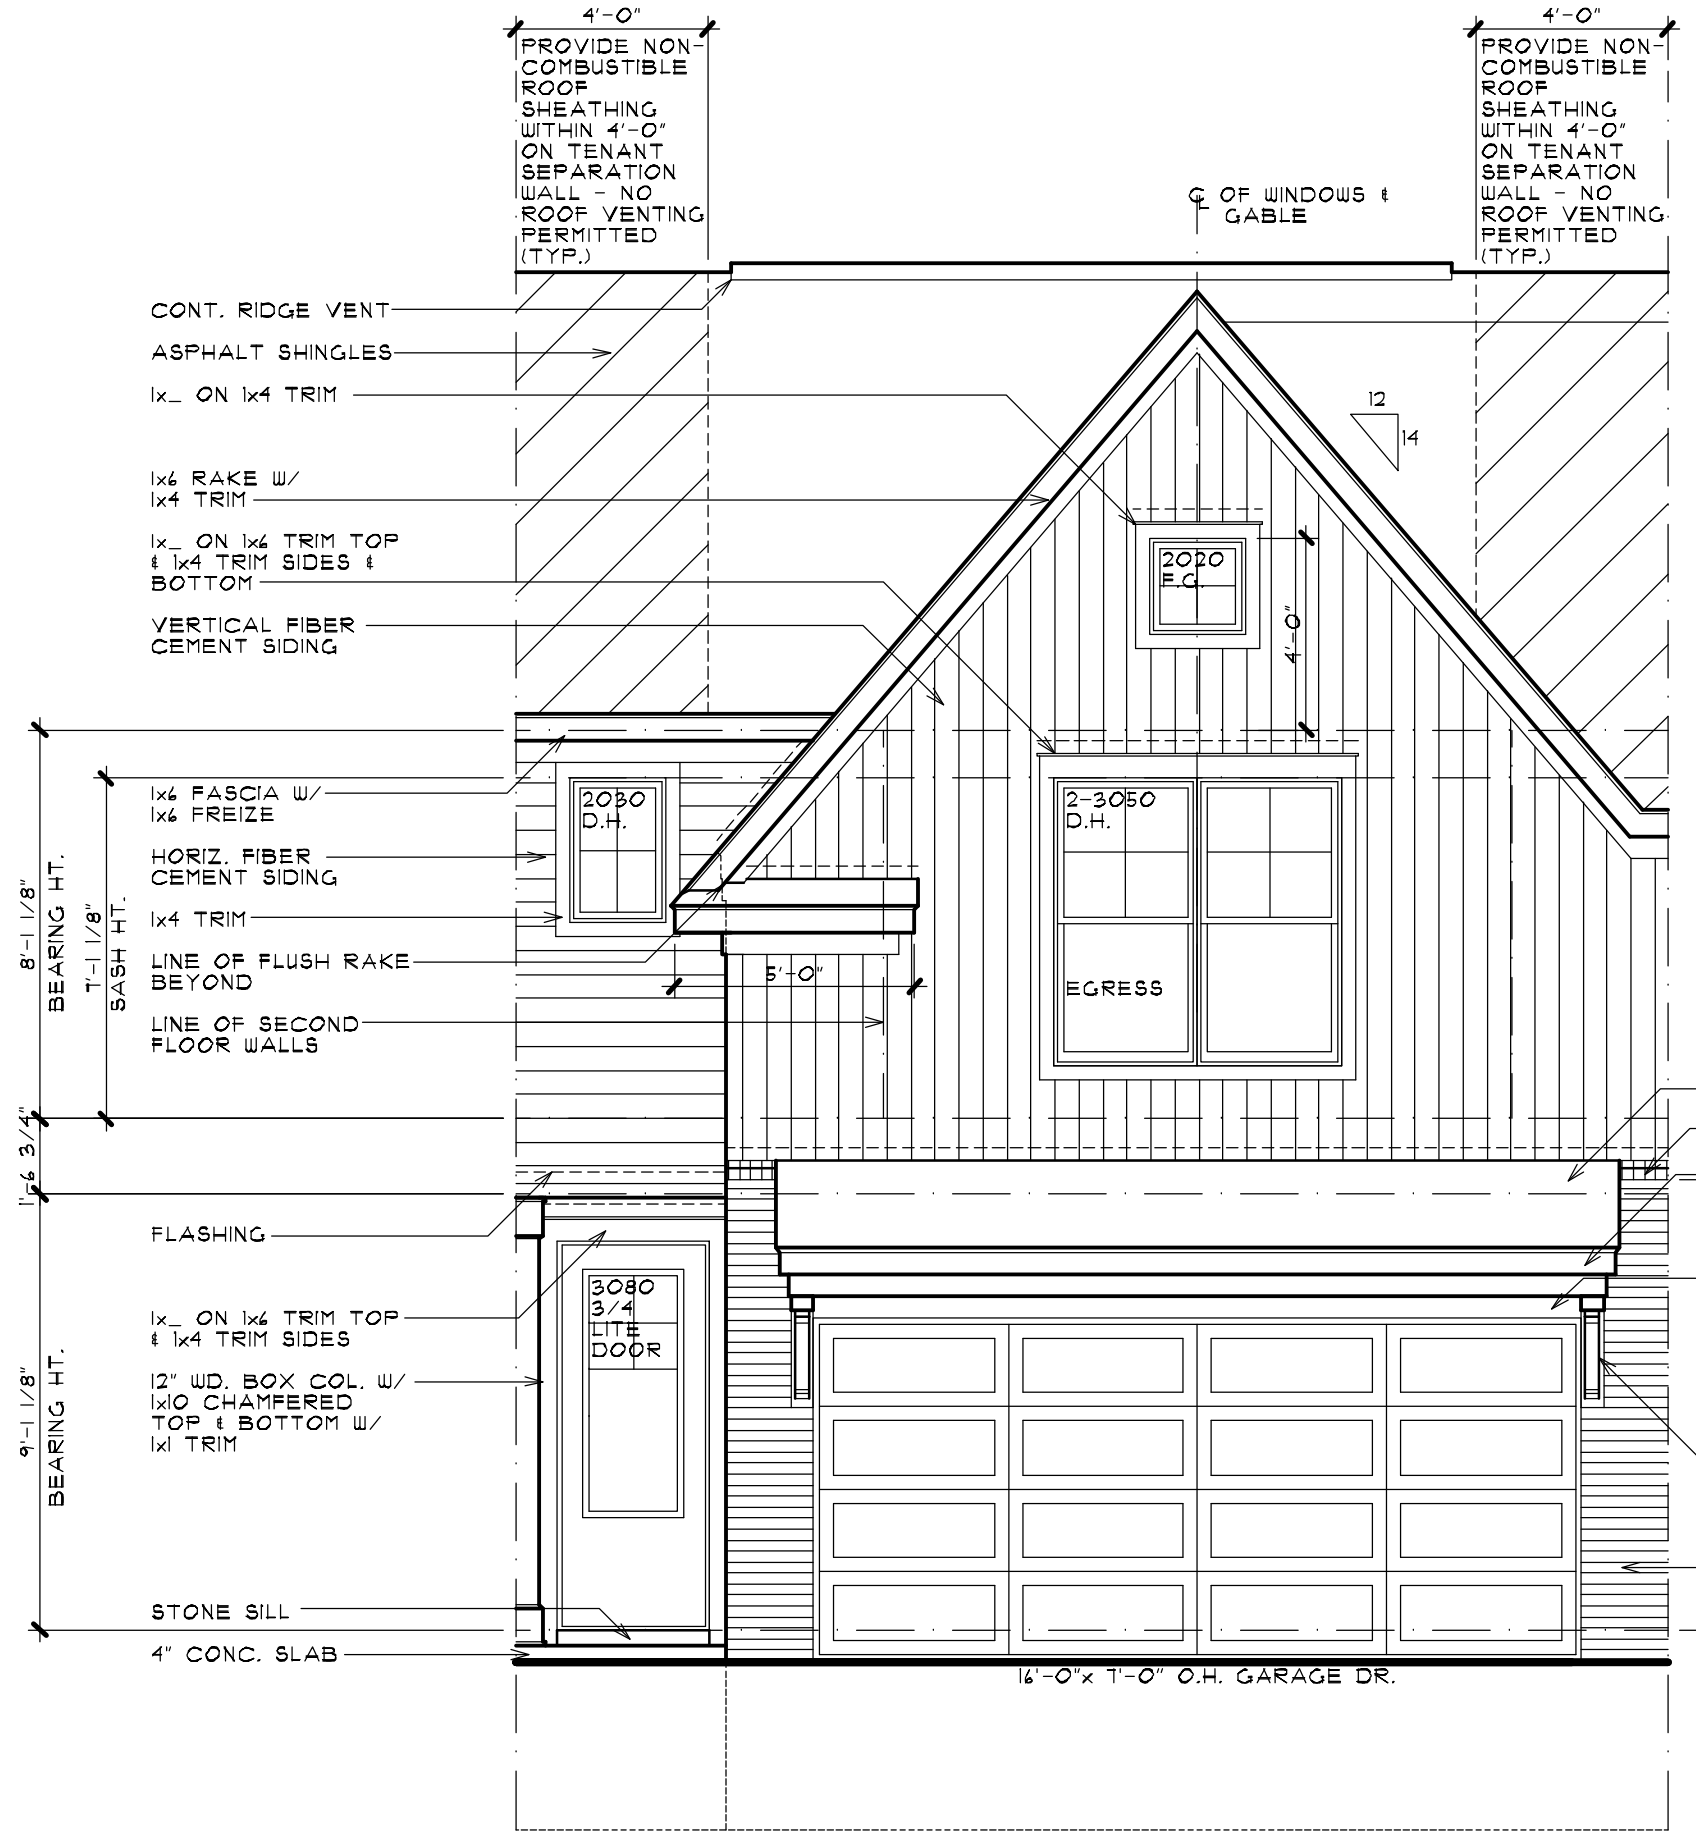 4'-0"
PROVIDE NON-
COMBUSTIBLE
ROOF
SHEATHING
WITHIN 4'-0"
ON TENANT
SEPARATION
WALL - NO
ROOF VENTING
PERMITTED
(TYP.)
4'-0"
PROVIDE NON-
COMBUSTIBLE
ROOF
SHEATHING
WITHIN 4'-0"
ON TENANT
SEPARATION
WALL - NO
ROOF VENTING
PERMITTED
(TYP.)
℄ OF WINDOWS &
GABLE
CONT. RIDGE VENT
ASPHALT SHINGLES
1x_ ON 1x4 TRIM
12
14
1x6 RAKE W/
1x4 TRIM
1x_ ON 1x6 TRIM TOP
& 1x4 TRIM SIDES &
BOTTOM
2020
F.G.
4'-0"
VERTICAL FIBER
CEMENT SIDING
1x6 FASCIA W/
1x6 FREIZE
2030
D.H.
2-3050
D.H.
HORIZ. FIBER
CEMENT SIDING
1x4 TRIM
LINE OF FLUSH RAKE
BEYOND
5'-0"
EGRESS
LINE OF SECOND
FLOOR WALLS
8'-1 1/8"
BEARING HT.
7'-1 1/8"
SASH HT.
1'-6 3/4"
FLASHING
3080
3/4
LITE
DOOR
1x_ ON 1x6 TRIM TOP
& 1x4 TRIM SIDES
12" WD. BOX COL. W/
1x10 CHAMFERED
TOP & BOTTOM W/
1x1 TRIM
9'-1 1/8"
BEARING HT.
STONE SILL
4" CONC. SLAB
16'-0"x 7'-0" O.H. GARAGE DR.